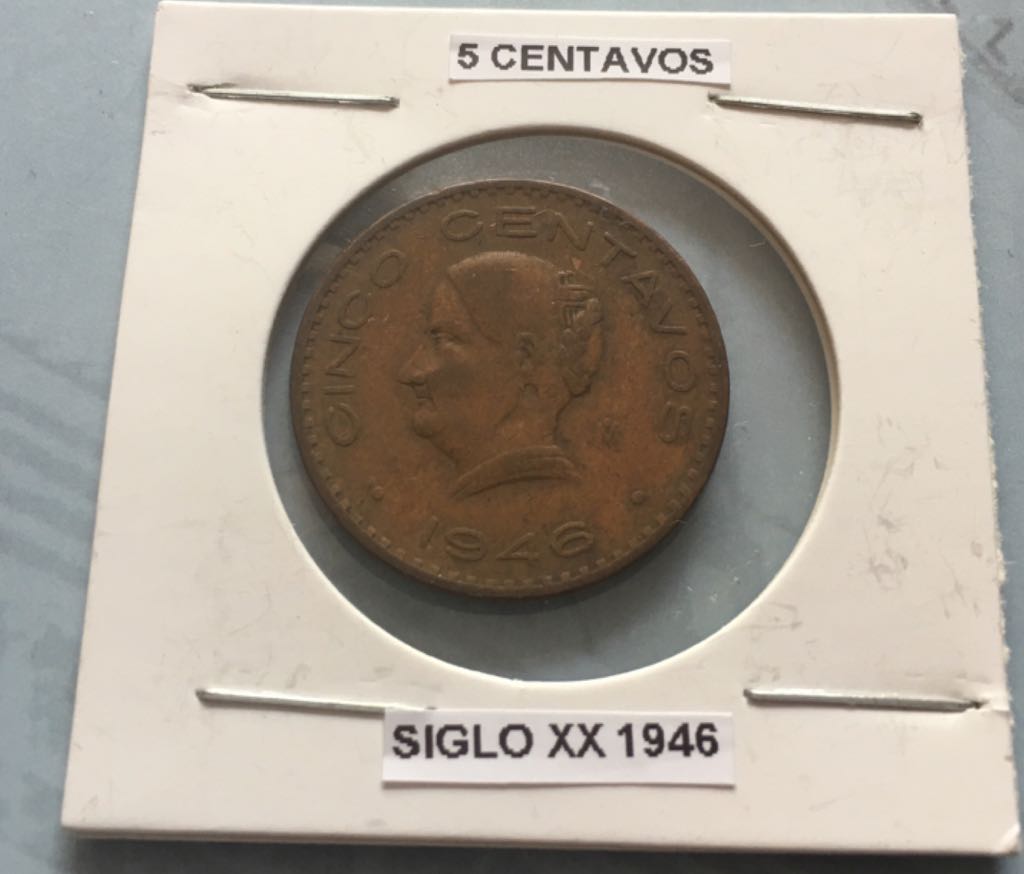 5 CENTAVOS
CINCO CENTAVOS
1946
SIGLO XX 1946